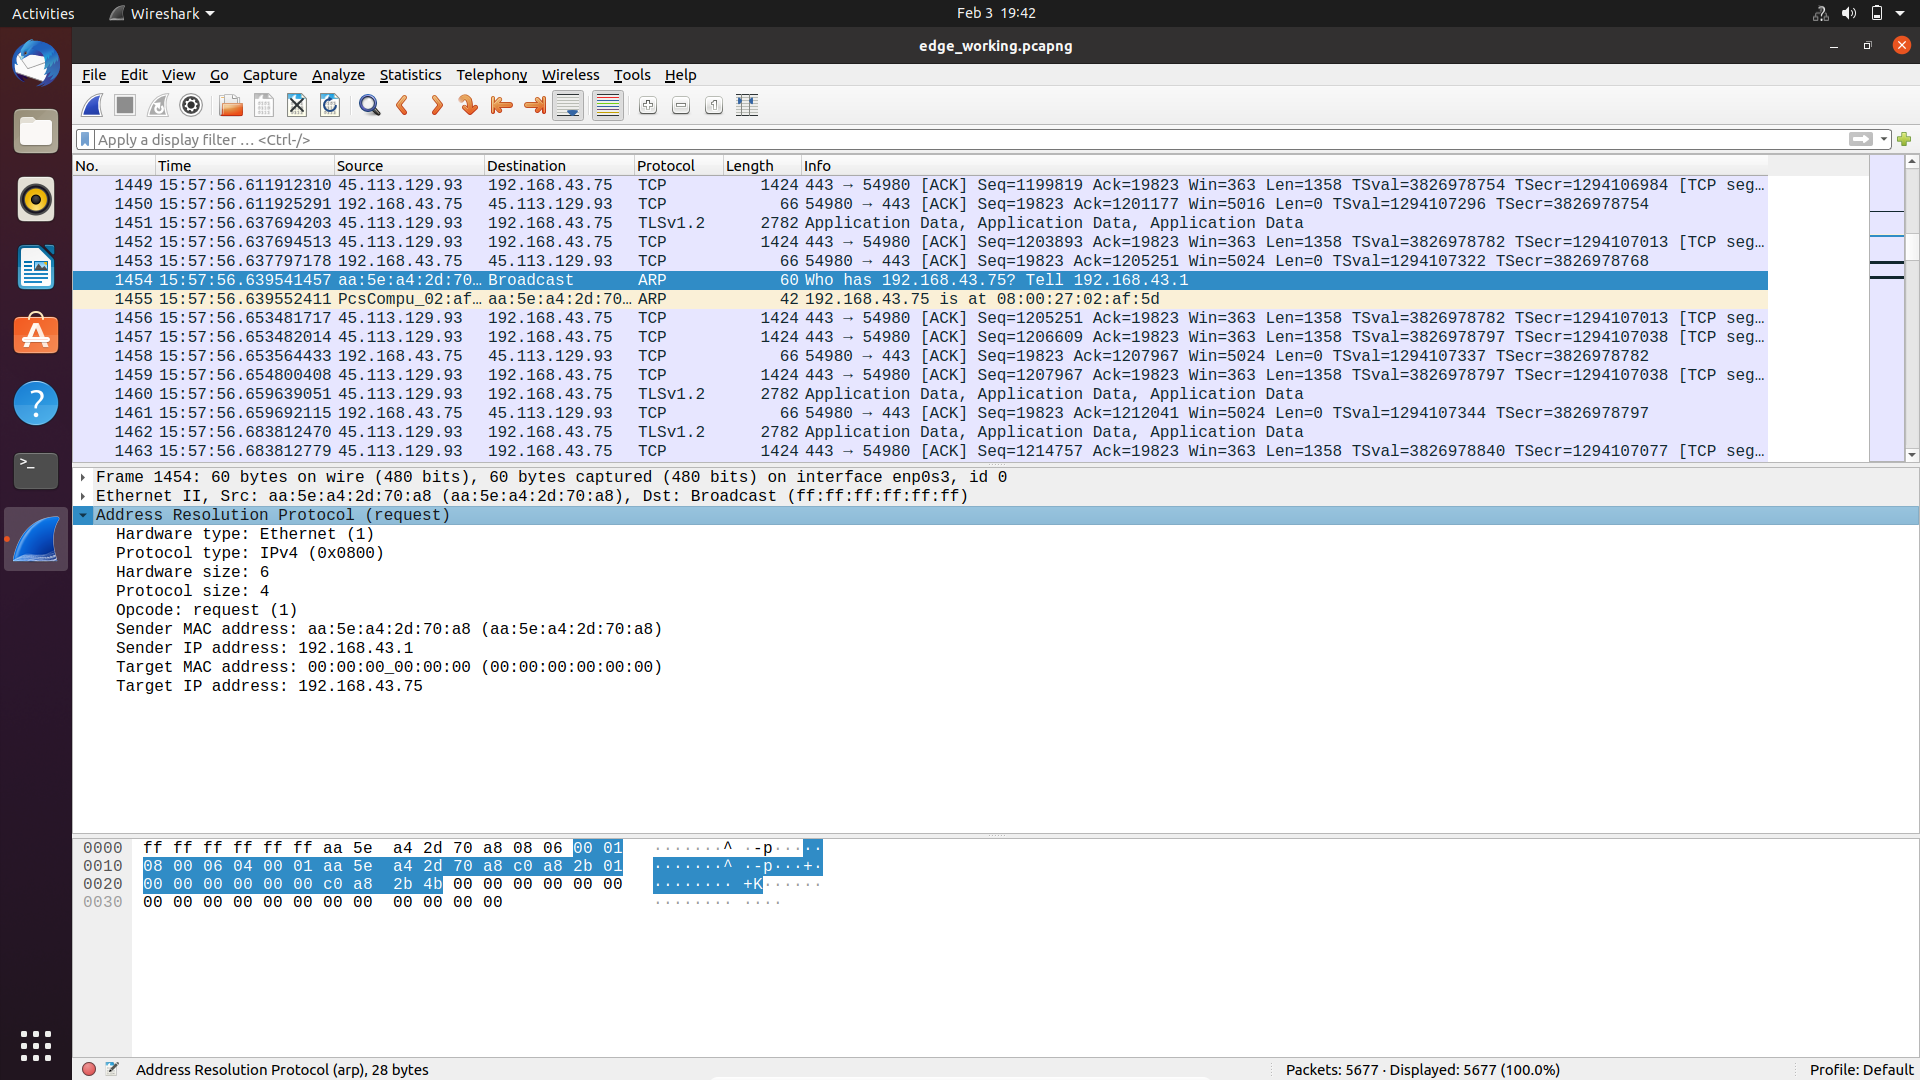 Activities Wireshark Feb 3 19:42
edge_working.pcapng
File Edit View Go Capture Analyze Statistics Telephony Wireless Tools Help
Apply a display filter … <Ctrl-/>
No. Time Source Destination Protocol Length Info
1449 15:57:56.611912310 45.113.129.93 192.168.43.75 TCP 1424 443 → 54980 [ACK] Seq=1199819 Ack=19823 Win=363 Len=1358 TSval=3826978754 TSecr=1294106984 [TCP seg…
1450 15:57:56.611925291 192.168.43.75 45.113.129.93 TCP 66 54980 → 443 [ACK] Seq=19823 Ack=1201177 Win=5016 Len=0 TSval=1294107296 TSecr=3826978754
1451 15:57:56.637694203 45.113.129.93 192.168.43.75 TLSv1.2 2782 Application Data, Application Data, Application Data
1452 15:57:56.637694513 45.113.129.93 192.168.43.75 TCP 1424 443 → 54980 [ACK] Seq=1203893 Ack=19823 Win=363 Len=1358 TSval=3826978782 TSecr=1294107013 [TCP seg…
1453 15:57:56.637797178 192.168.43.75 45.113.129.93 TCP 66 54980 → 443 [ACK] Seq=19823 Ack=1205251 Win=5024 Len=0 TSval=1294107322 TSecr=3826978768
1454 15:57:56.639541457 aa:5e:a4:2d:70… Broadcast ARP 60 Who has 192.168.43.75? Tell 192.168.43.1
1455 15:57:56.639552411 PcsCompu_02:af… aa:5e:a4:2d:70… ARP 42 192.168.43.75 is at 08:00:27:02:af:5d
1456 15:57:56.653481717 45.113.129.93 192.168.43.75 TCP 1424 443 → 54980 [ACK] Seq=1205251 Ack=19823 Win=363 Len=1358 TSval=3826978782 TSecr=1294107013 [TCP seg…
1457 15:57:56.653482014 45.113.129.93 192.168.43.75 TCP 1424 443 → 54980 [ACK] Seq=1206609 Ack=19823 Win=363 Len=1358 TSval=3826978797 TSecr=1294107038 [TCP seg…
1458 15:57:56.653564433 192.168.43.75 45.113.129.93 TCP 66 54980 → 443 [ACK] Seq=19823 Ack=1207967 Win=5024 Len=0 TSval=1294107337 TSecr=3826978782
1459 15:57:56.654800408 45.113.129.93 192.168.43.75 TCP 1424 443 → 54980 [ACK] Seq=1207967 Ack=19823 Win=363 Len=1358 TSval=3826978797 TSecr=1294107038 [TCP seg…
1460 15:57:56.659639051 45.113.129.93 192.168.43.75 TLSv1.2 2782 Application Data, Application Data, Application Data
1461 15:57:56.659692115 192.168.43.75 45.113.129.93 TCP 66 54980 → 443 [ACK] Seq=19823 Ack=1212041 Win=5024 Len=0 TSval=1294107344 TSecr=3826978797
1462 15:57:56.683812470 45.113.129.93 192.168.43.75 TLSv1.2 2782 Application Data, Application Data, Application Data
1463 15:57:56.683812779 45.113.129.93 192.168.43.75 TCP 1424 443 → 54980 [ACK] Seq=1214757 Ack=19823 Win=363 Len=1358 TSval=3826978840 TSecr=1294107077 [TCP seg…
Frame 1454: 60 bytes on wire (480 bits), 60 bytes captured (480 bits) on interface enp0s3, id 0
Ethernet II, Src: aa:5e:a4:2d:70:a8 (aa:5e:a4:2d:70:a8), Dst: Broadcast (ff:ff:ff:ff:ff:ff)
Address Resolution Protocol (request)
Hardware type: Ethernet (1)
Protocol type: IPv4 (0x0800)
Hardware size: 6
Protocol size: 4
Opcode: request (1)
Sender MAC address: aa:5e:a4:2d:70:a8 (aa:5e:a4:2d:70:a8)
Sender IP address: 192.168.43.1
Target MAC address: 00:00:00_00:00:00 (00:00:00:00:00:00)
Target IP address: 192.168.43.75
0000 ff ff ff ff ff ff aa 5e a4 2d 70 a8 08 06 00 01 ·······^ ·-p·····
0010 08 00 06 04 00 01 aa 5e a4 2d 70 a8 c0 a8 2b 01 ·······^ ·-p···+·
0020 00 00 00 00 00 00 c0 a8 2b 4b 00 00 00 00 00 00 ········ +K······
0030 00 00 00 00 00 00 00 00 00 00 00 00 ········ ····
Address Resolution Protocol (arp), 28 bytes Packets: 5677 · Displayed: 5677 (100.0%) Profile: Default